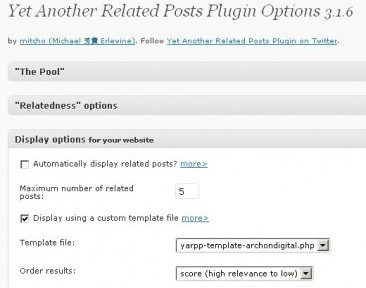 Yet Another Related Posts Plugin Options 3.1.6
by mitcho (Michael 芳貴 Erlewine). Follow Yet Another Related Posts Plugin on Twitter.
"The Pool"
"Relatedness" options
Display options for your website
Automatically display related posts? more>
Maximum number of related posts: 5
Display using a custom template file more>
Template file: yarpp-template-archondigital.php
Order results: score (high relevance to low)